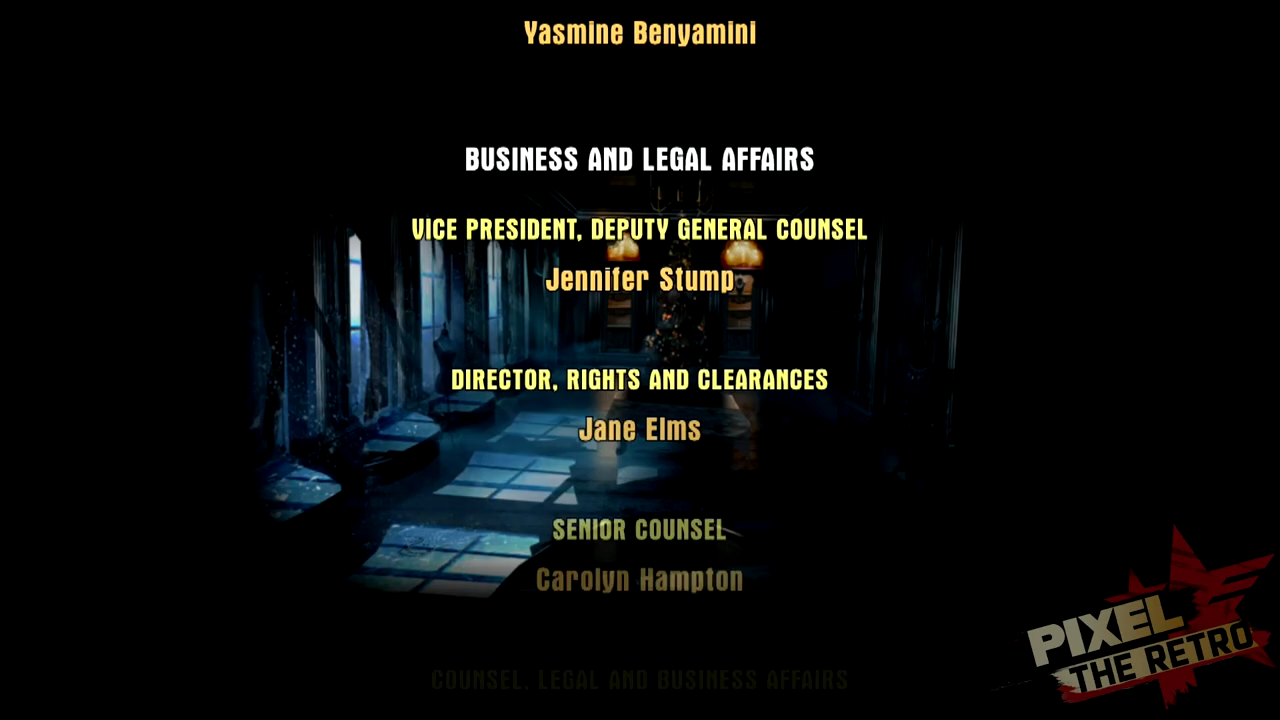 Yasmine Benyamini
BUSINESS AND LEGAL AFFAIRS
VICE PRESIDENT, DEPUTY GENERAL COUNSEL
Jennifer Stump
DIRECTOR, RIGHTS AND CLEARANCES
Jane Elms
SENIOR COUNSEL
Carolyn Hampton
COUNSEL, LEGAL AND BUSINESS AFFAIRS
PIXEL
THE RETRO